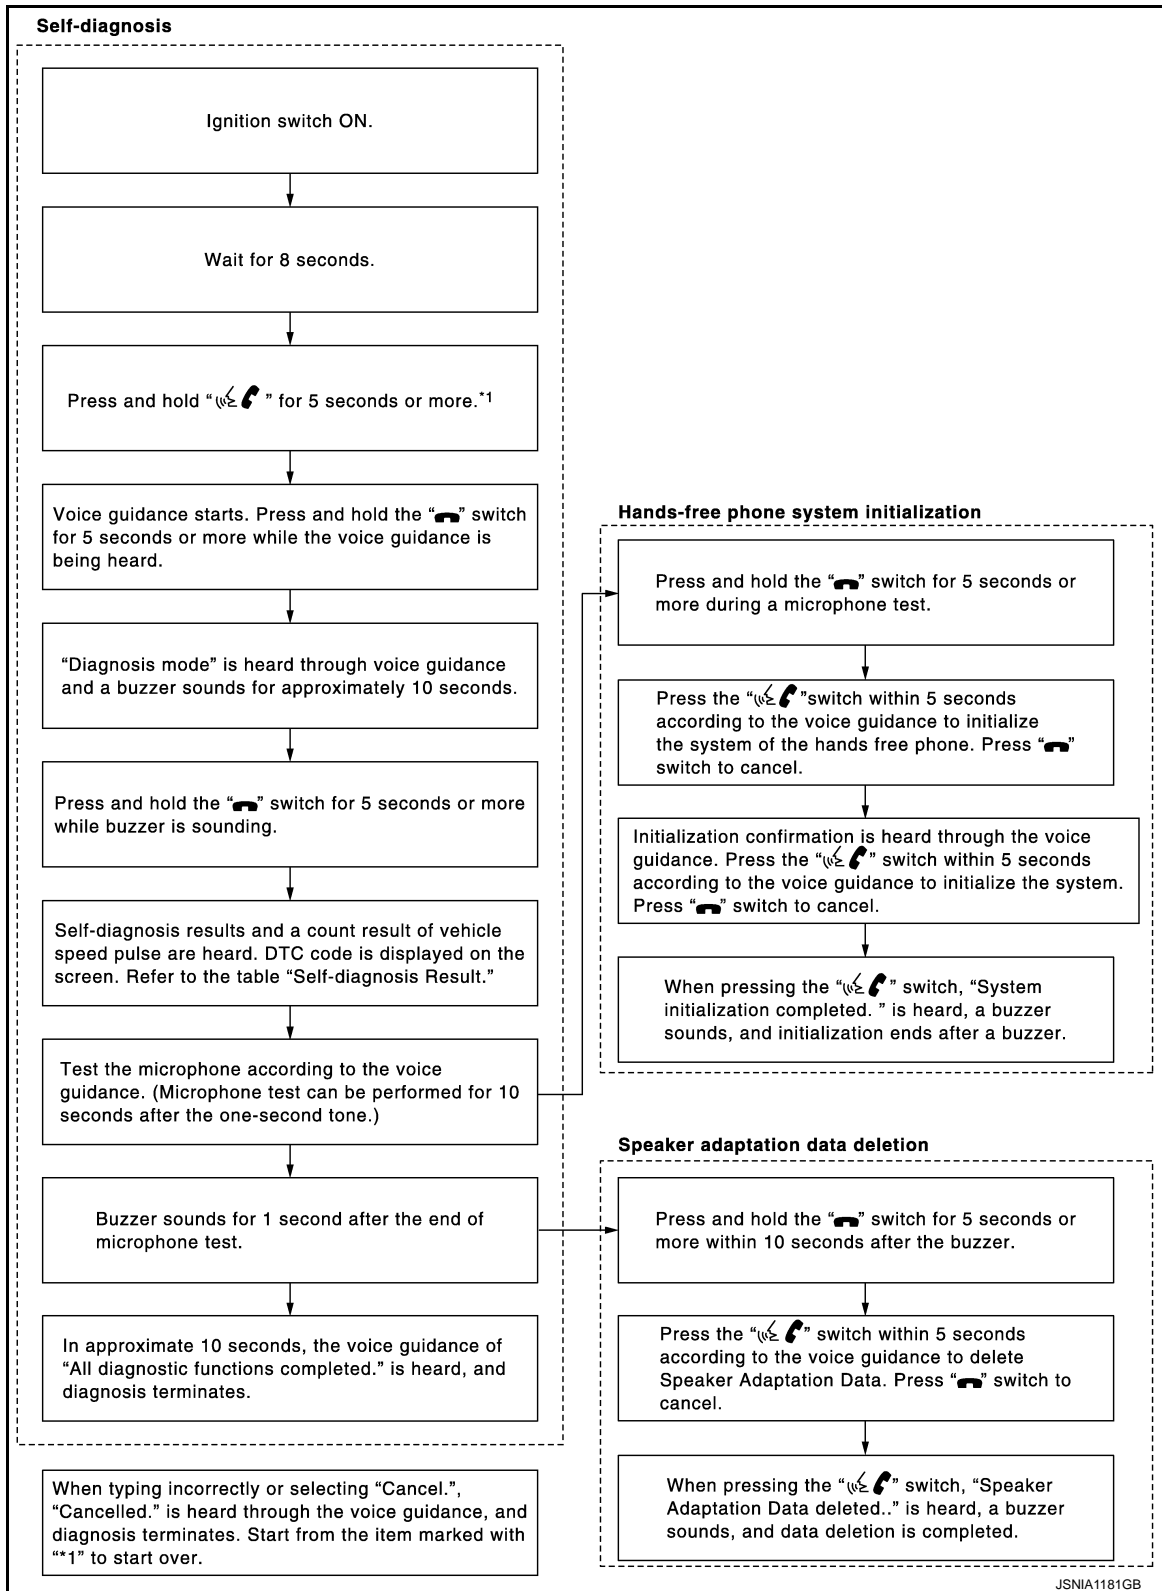 Self-diagnosis
Ignition switch ON.
Wait for 8 seconds.
Press and hold “ ” for 5 seconds or more.*1
Voice guidance starts. Press and hold the “ ” switch
for 5 seconds or more while the voice guidance is
being heard.
“Diagnosis mode” is heard through voice guidance
and a buzzer sounds for approximately 10 seconds.
Press and hold the “ ” switch for 5 seconds or more
while buzzer is sounding.
Self-diagnosis results and a count result of vehicle
speed pulse are heard. DTC code is displayed on the
screen. Refer to the table “Self-diagnosis Result.”
Test the microphone according to the voice
guidance. (Microphone test can be performed for 10
seconds after the one-second tone.)
Buzzer sounds for 1 second after the end of
microphone test.
In approximate 10 seconds, the voice guidance of
“All diagnostic functions completed.” is heard, and
diagnosis terminates.
When typing incorrectly or selecting “Cancel.”,
“Cancelled.” is heard through the voice guidance, and
diagnosis terminates. Start from the item marked with
“*1” to start over.
Hands-free phone system initialization
Press and hold the “ ” switch for 5 seconds or
more during a microphone test.
Press the “ ”switch within 5 seconds
according to the voice guidance to initialize
the system of the hands free phone. Press “ ”
switch to cancel.
Initialization confirmation is heard through the voice
guidance. Press the “ ” switch within 5 seconds
according to the voice guidance to initialize the system.
Press “ ” switch to cancel.
When pressing the “ ” switch, “System
initialization completed. ” is heard, a buzzer
sounds, and initialization ends after a buzzer.
Speaker adaptation data deletion
Press and hold the “ ” switch for 5 seconds or
more within 10 seconds after the buzzer.
Press the “ ” switch within 5 seconds
according to the voice guidance to delete
Speaker Adaptation Data. Press “ ” switch to
cancel.
When pressing the “ ” switch, “Speaker
Adaptation Data deleted..” is heard, a buzzer
sounds, and data deletion is completed.
JSNIA1181GB